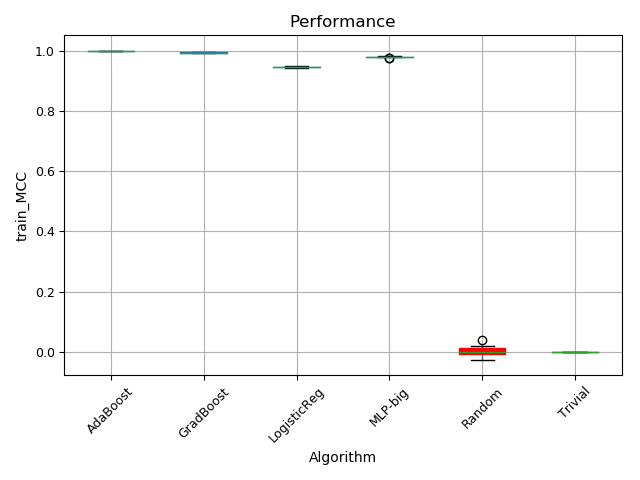 Performance
train_MCC
1.0
0.8
0.6
0.4
0.2
0.0
AdaBoost
GradBoost
LogisticReg
MLP-big
Random
Trivial
Algorithm